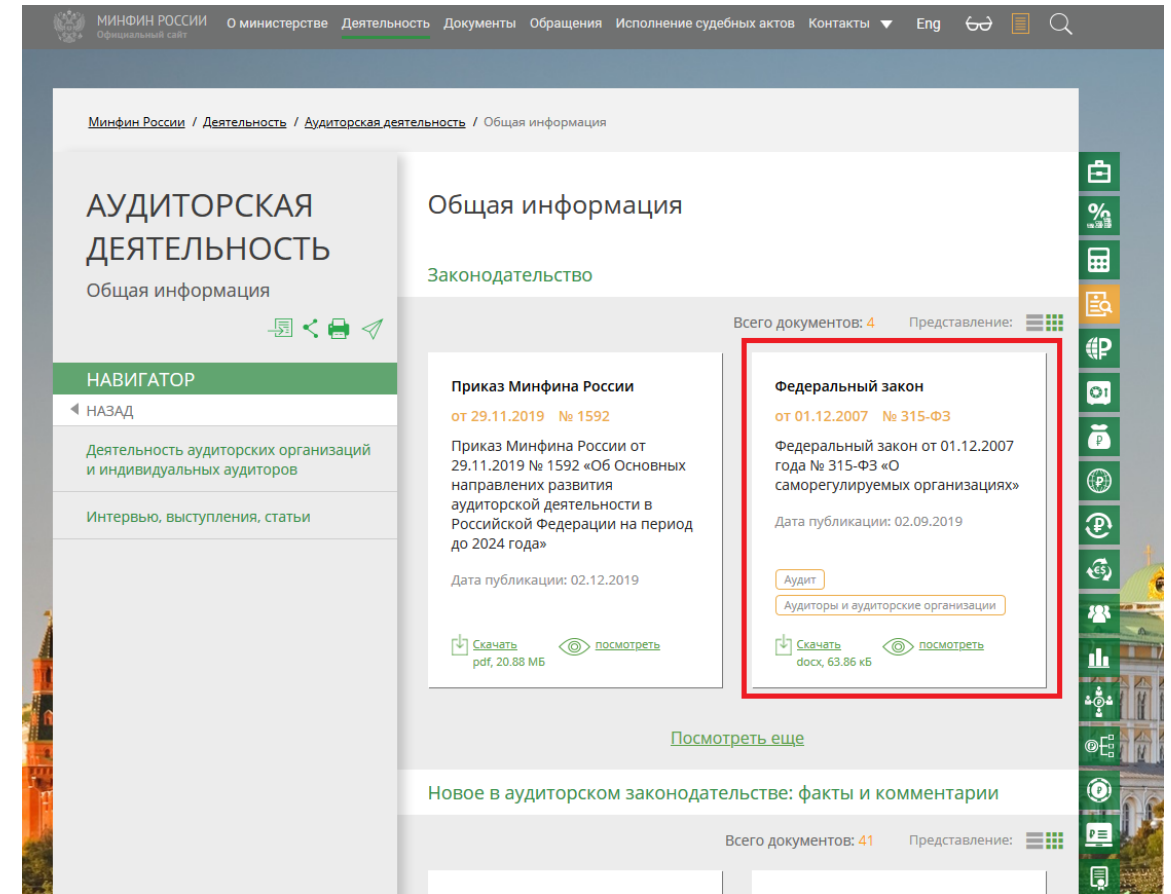 МИНФИН РОССИИ
Официальный сайт
О министерстве Деятельность Документы Обращения Исполнение судебных актов Контакты Eng
Минфин России / Деятельность / Аудиторская деятельность / Общая информация
АУДИТОРСКАЯ
ДЕЯТЕЛЬНОСТЬ
Общая информация
НАВИГАТОР
НАЗАД
Деятельность аудиторских организаций
и индивидуальных аудиторов
Интервью, выступления, статьи
Общая информация
Законодательство
Всего документов: 4 Представление:
Приказ Минфина России
от 29.11.2019 № 1592
Приказ Минфина России от
29.11.2019 № 1592 «Об Основных
направлениях развития
аудиторской деятельности в
Российской Федерации на период
до 2024 года»
Дата публикации: 02.12.2019
Скачать посмотреть
pdf, 20.88 МБ
Федеральный закон
от 01.12.2007 № 315-ФЗ
Федеральный закон от 01.12.2007
года № 315-ФЗ «О
саморегулируемых организациях»
Дата публикации: 02.09.2019
Аудит
Аудиторы и аудиторские организации
Скачать посмотреть
docx, 63.86 кБ
Посмотреть еще
Новое в аудиторском законодательстве: факты и комментарии
Всего документов: 41 Представление: